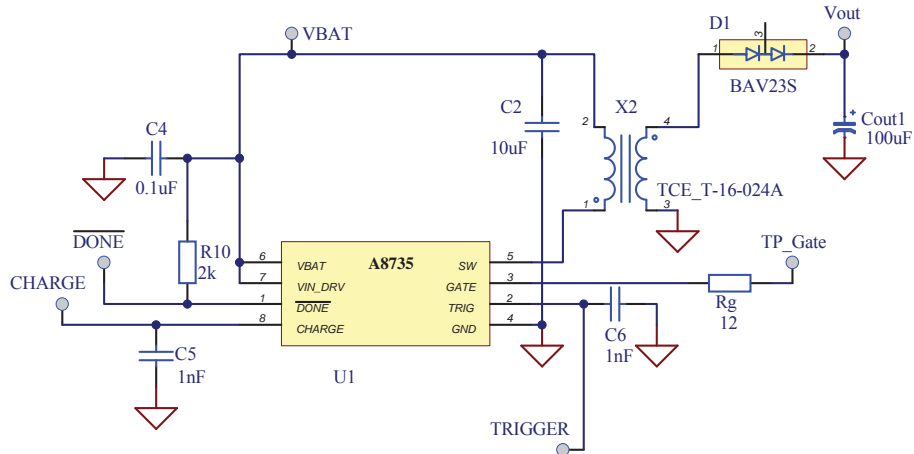 VBAT
D1
Vout
1
3
2
BAV23S
Cout1
100uF
C4
0.1uF
C2
10uF
X2
2
4
1
3
TCE_T-16-024A
DONE
R10
2k
CHARGE
A8735
6
VBAT
SW
5
7
VIN_DRV
GATE
3
1
DONE
TRIG
2
8
CHARGE
GND
4
U1
TP_Gate
Rg
12
C6
1nF
C5
1nF
TRIGGER